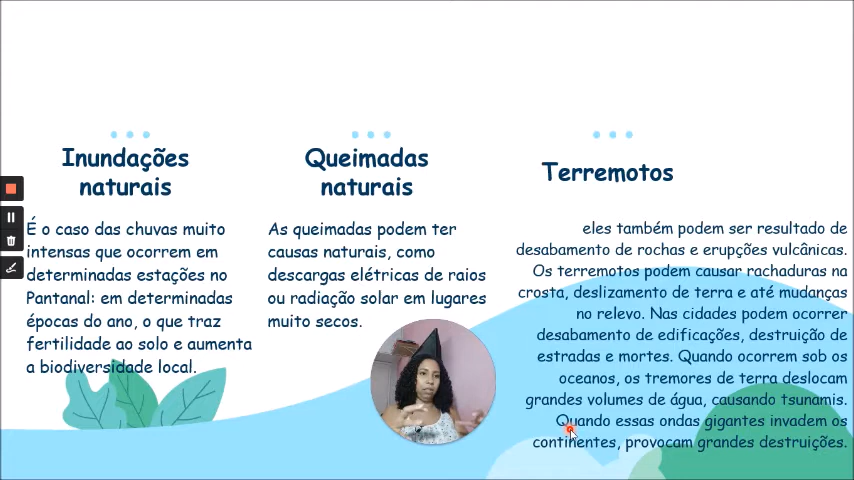 Inundações
naturais
É o caso das chuvas muito
intensas que ocorrem em
determinadas estações no
Pantanal: em determinadas
épocas do ano, o que traz
fertilidade ao solo e aumenta
a biodiversidade local.
Queimadas
naturais
As queimadas podem ter
causas naturais, como
descargas elétricas de raios
ou radiação solar em lugares
muito secos.
Terremotos
eles também podem ser resultado de
desabamento de rochas e erupções vulcânicas.
Os terremotos podem causar rachaduras na
crosta, deslizamento de terra e até mudanças
no relevo. Nas cidades podem ocorrer
desabamento de edificações, destruição de
estradas e mortes. Quando ocorrem sob os
oceanos, os tremores de terra deslocam
grandes volumes de água, causando tsunamis.
Quando essas ondas gigantes invadem os
continentes, provocam grandes destruições.